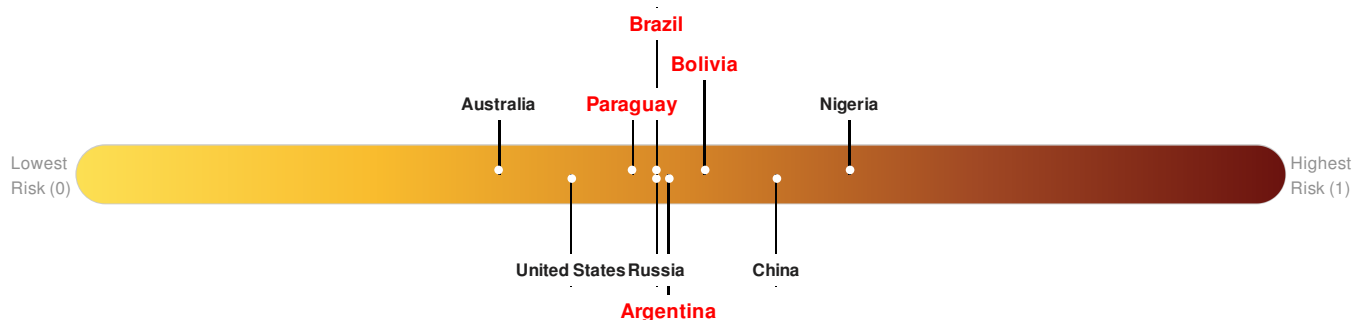 Brazil
Bolivia
Australia
Paraguay
Nigeria
Lowest
Risk (0)
Highest
Risk (1)
United States
Russia
China
Argentina